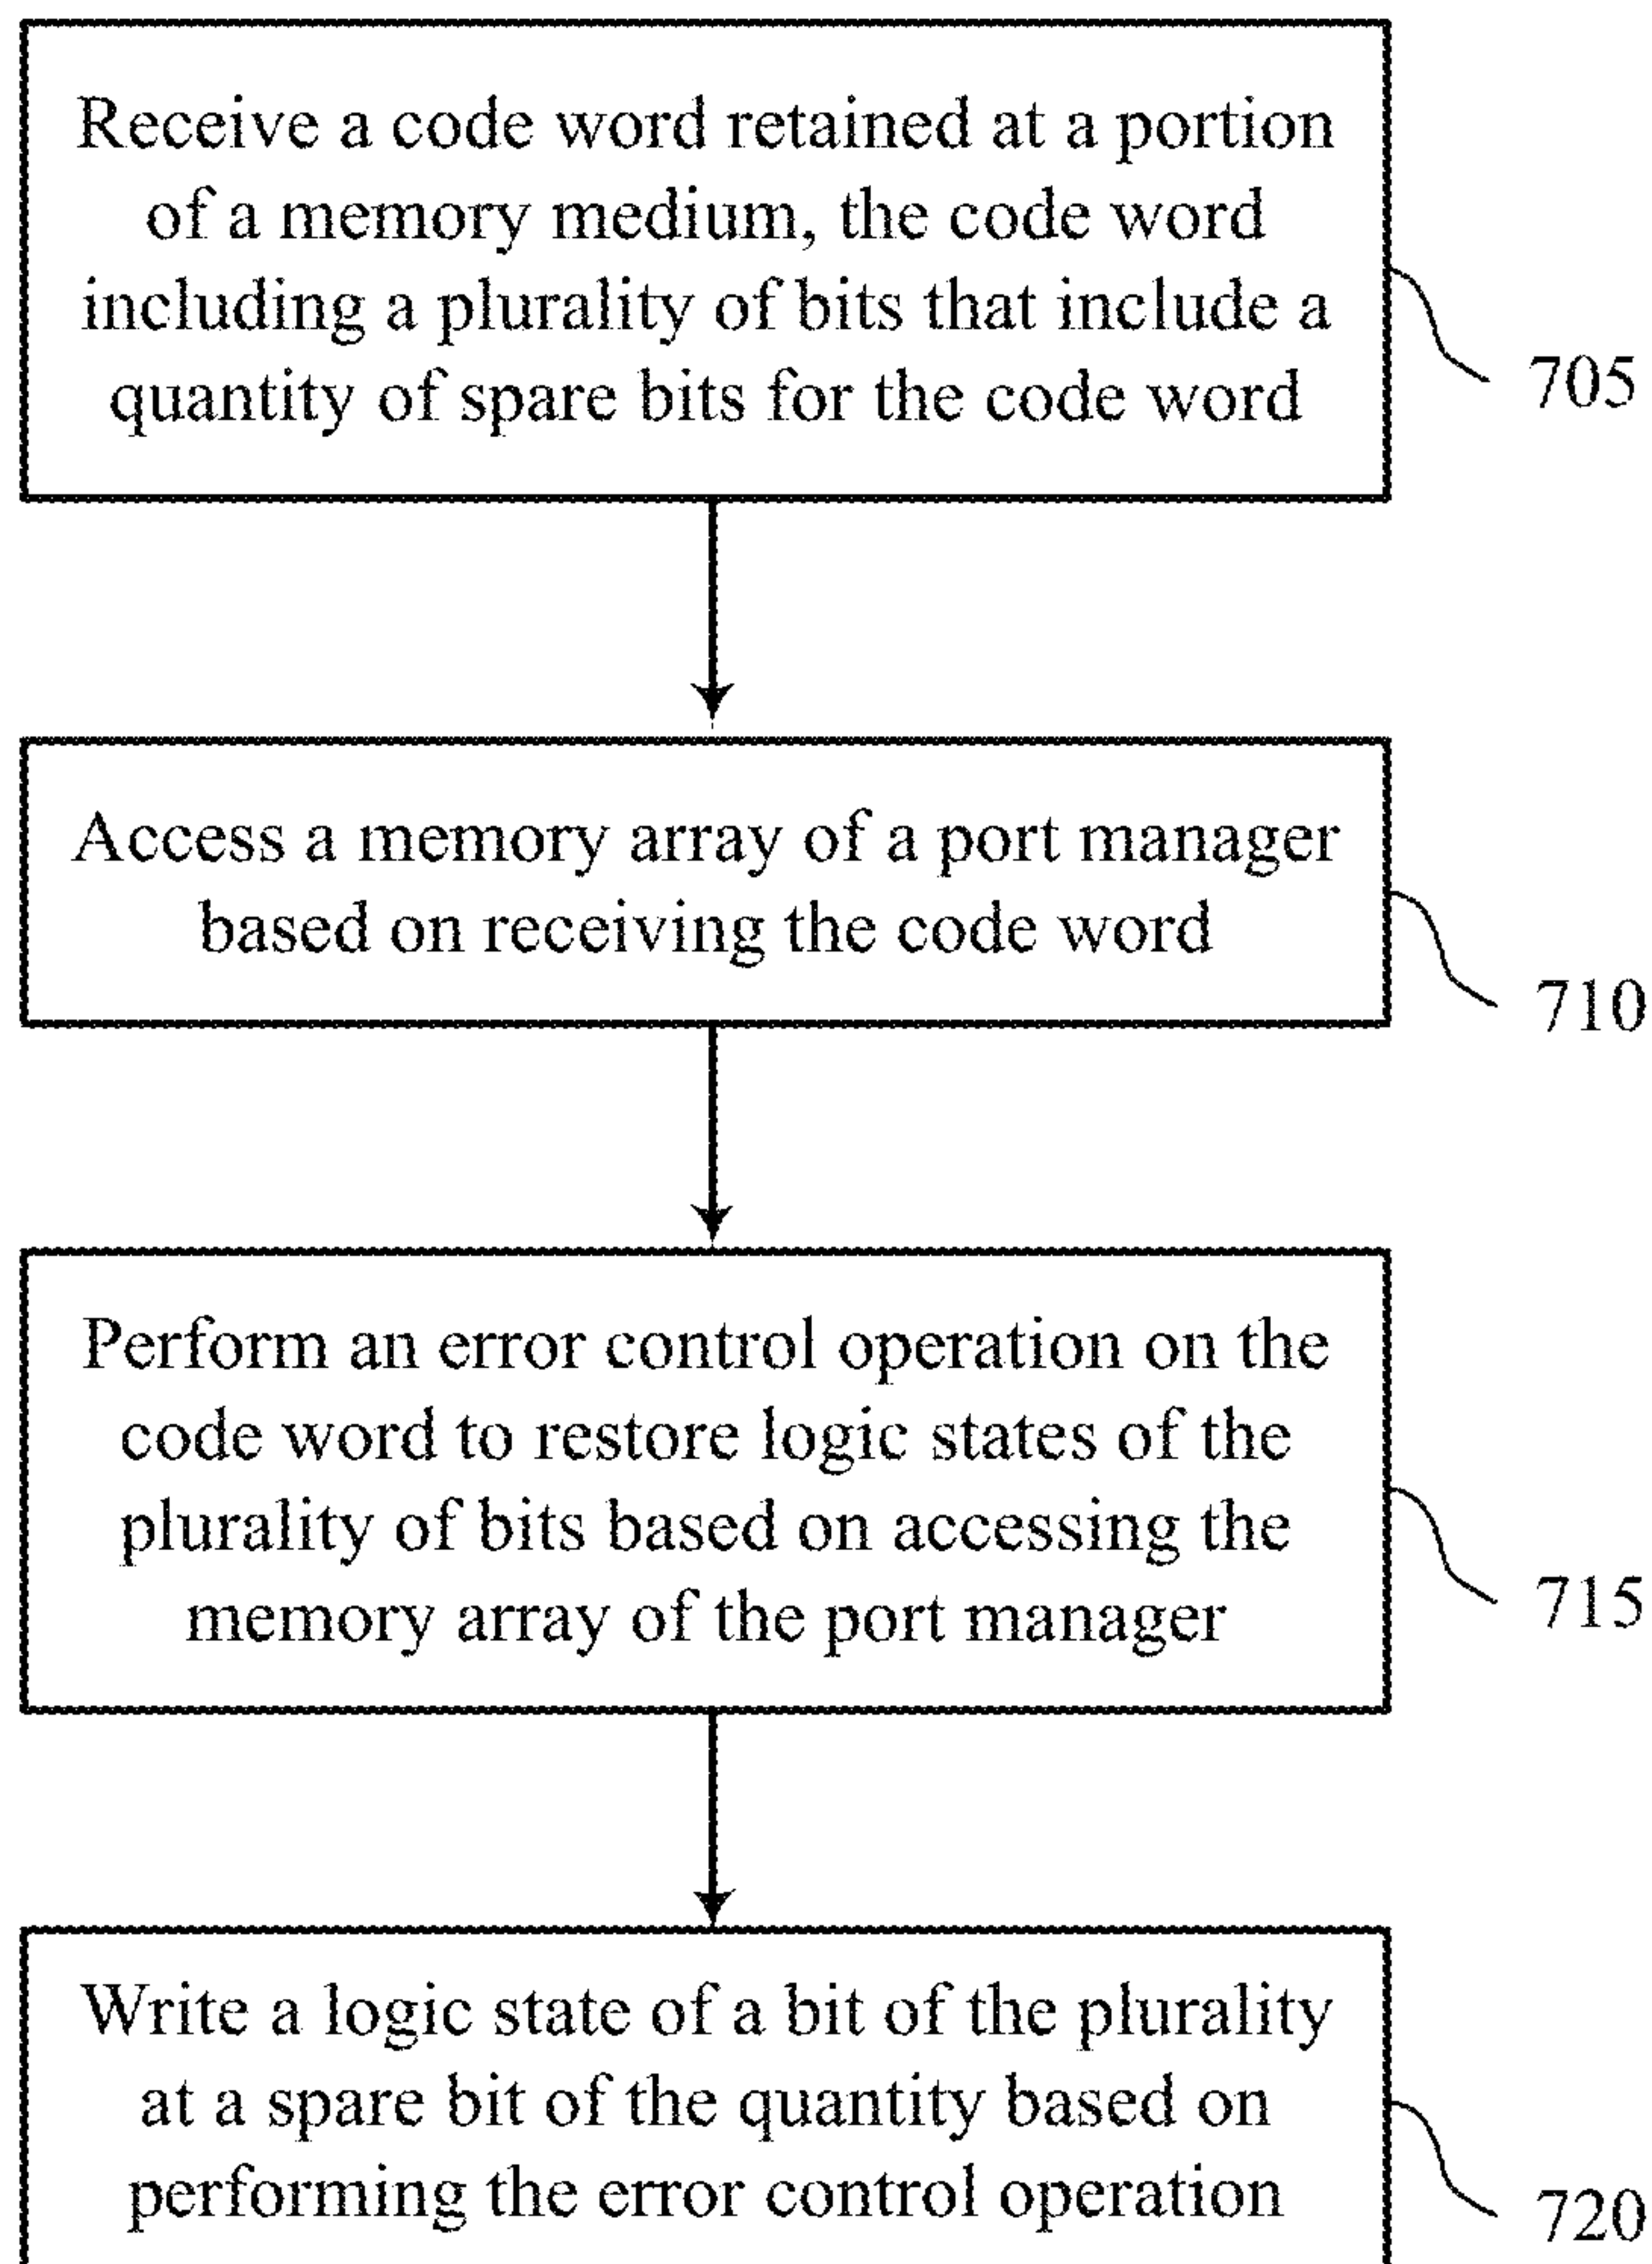 Receive a code word retained at a portion
of a memory medium, the code word
including a plurality of bits that include a
quantity of spare bits for the code word
705
Access a memory array of a port manager
based on receiving the code word
710
Perform an error control operation on the
code word to restore logic states of the
plurality of bits based on accessing the
memory array of the port manager
715
Write a logic state of a bit of the plurality
at a spare bit of the quantity based on
performing the error control operation
720